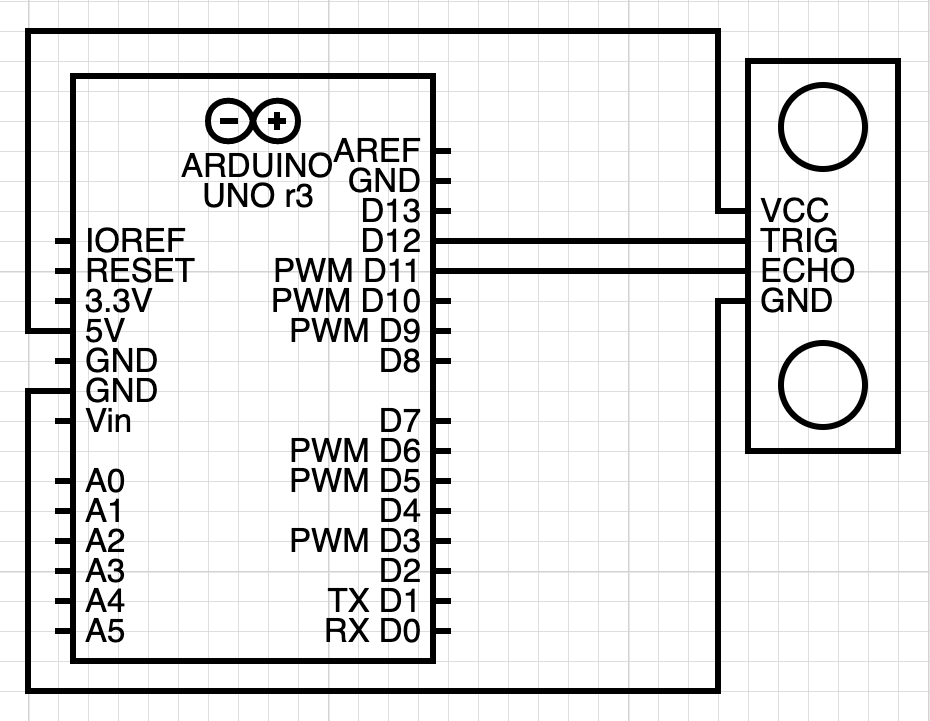 ARDUINO
UNO r3
IOREF
RESET
3.3V
5V
GND
GND
Vin
A0
A1
A2
A3
A4
A5
AREF
GND
D13
D12
PWM D11
PWM D10
PWM D9
D8
D7
PWM D6
PWM D5
D4
PWM D3
D2
TX D1
RX D0
VCC
TRIG
ECHO
GND